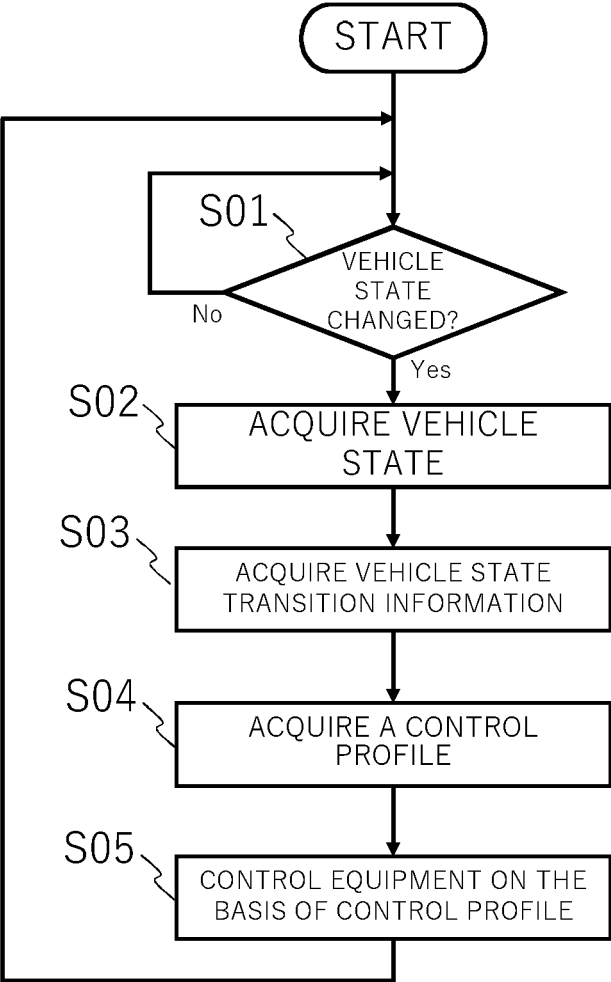 START
S01
VEHICLE
STATE
CHANGED?
No
Yes
S02
ACQUIRE VEHICLE
STATE
S03
ACQUIRE VEHICLE STATE
TRANSITION INFORMATION
S04
ACQUIRE A CONTROL
PROFILE
S05
CONTROL EQUIPMENT ON THE
BASIS OF CONTROL PROFILE